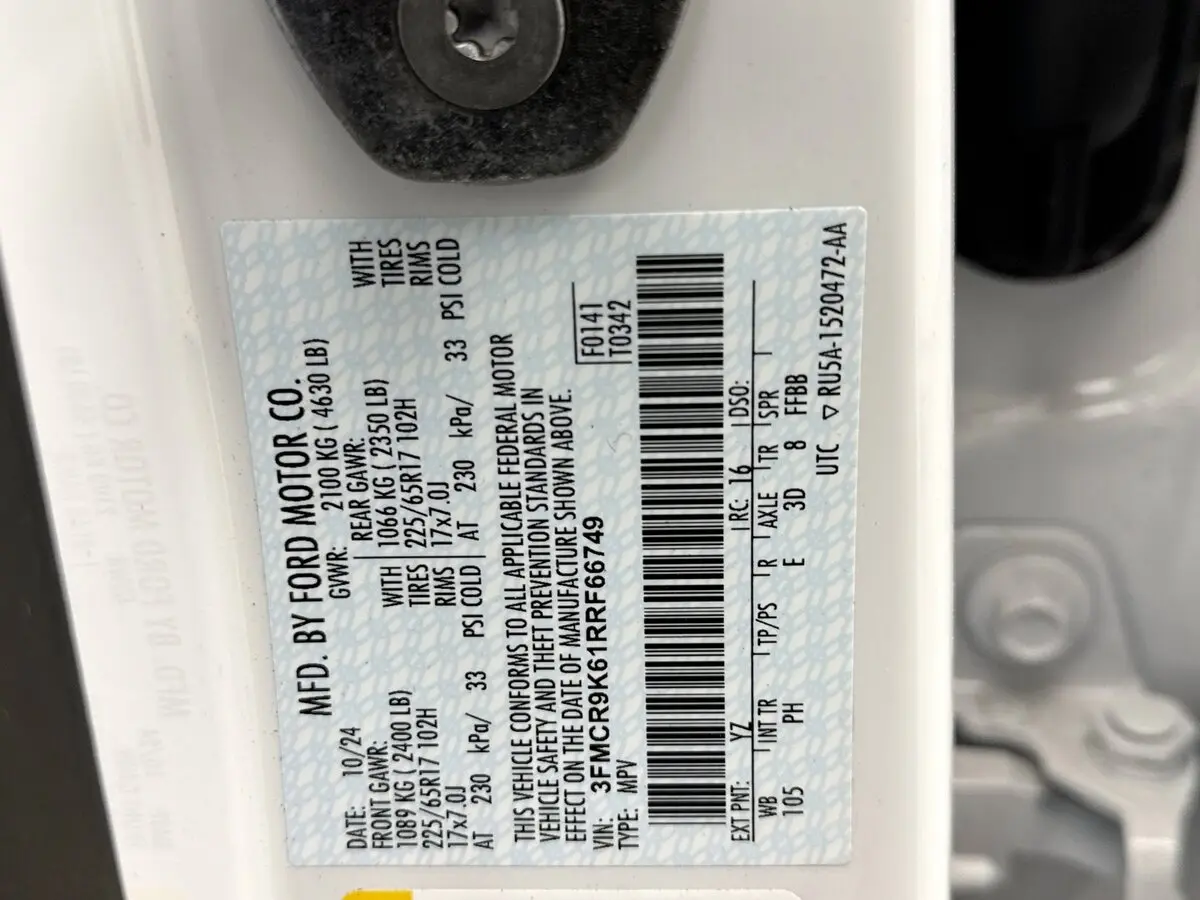 MFD. BY FORD MOTOR CO.
DATE: 10/24 GVWR: 2100 KG ( 4630 LB)
FRONT GAWR: REAR GAWR:
1089 KG ( 2400 LB) WITH 1066 KG ( 2350 LB) WITH
225/65R17 102H TIRES 225/65R17 102H TIRES
17x7.0J RIMS 17x7.0J RIMS
AT 230 kPa/ 33 PSI COLD AT 230 kPa/ 33 PSI COLD
THIS VEHICLE CONFORMS TO ALL APPLICABLE FEDERAL MOTOR
VEHICLE SAFETY AND THEFT PREVENTION STANDARDS IN
EFFECT ON THE DATE OF MANUFACTURE SHOWN ABOVE.
VIN: 3FMCR9K61RRF66749 F0141
TYPE: MPV T0342
EXT PNT: YZ RC: 16 DSO:
WB INT TR TP/PS R AXLE TR SPR
105 PH E 3D 8 FFBB
UTC ▽ RU5A-1520472-AA